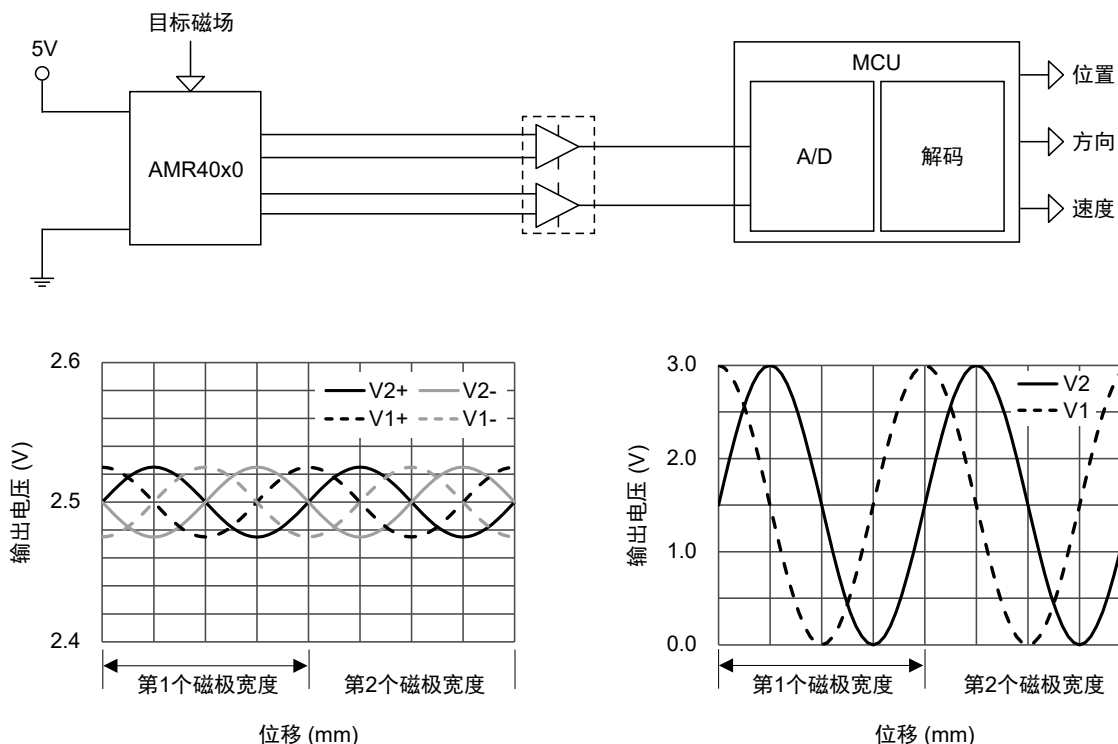 目标磁场
5V
AMR40x0
MCU
A/D
解码
位置
方向
速度
2.6
2.5
2.4
输出电压 (V)
V2+ V2-
V1+ V1-
第1个磁极宽度 第2个磁极宽度
位移 (mm)
3.0
2.0
1.0
0.0
输出电压 (V)
V2
V1
第1个磁极宽度 第2个磁极宽度
位移 (mm)